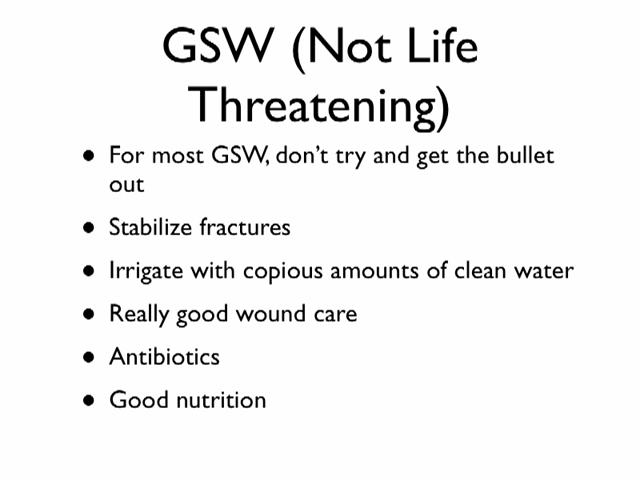 GSW (Not Life
Threatening)
• For most GSW, don't try and get the bullet
out
• Stabilize fractures
• Irrigate with copious amounts of clean water
• Really good wound care
• Antibiotics
• Good nutrition